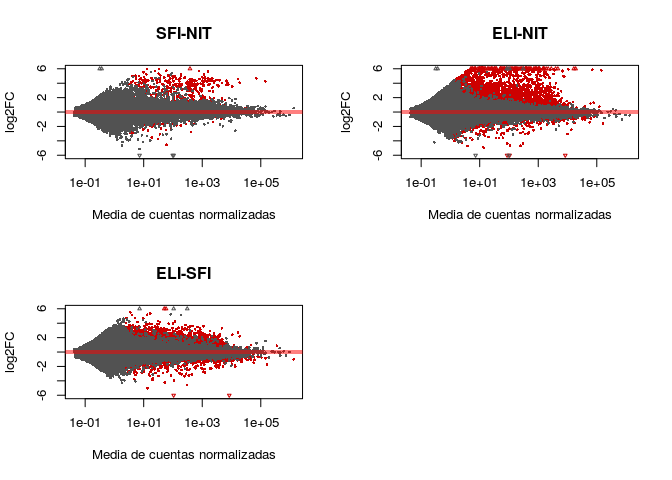 SFI-NIT
log2FC
6
2
-2
-6
1e-01 1e+01 1e+03 1e+05
Media de cuentas normalizadas
ELI-NIT
log2FC
6
2
-2
-6
1e-01 1e+01 1e+03 1e+05
Media de cuentas normalizadas
ELI-SFI
log2FC
6
2
-2
-6
1e-01 1e+01 1e+03 1e+05
Media de cuentas normalizadas